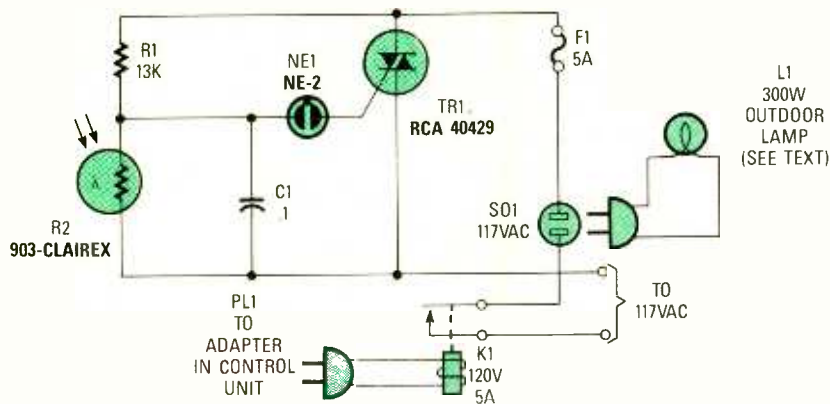 R1
13K
NE1
NE-2
TR1
RCA 40429
F1
5A
L1
300W
OUTDOOR
LAMP
(SEE TEXT)
R2
903-CLAIREX
C1
.1
SO1
117VAC
TO
117VAC
PL1
TO
ADAPTER
IN CONTROL
UNIT
K1
120V
5A